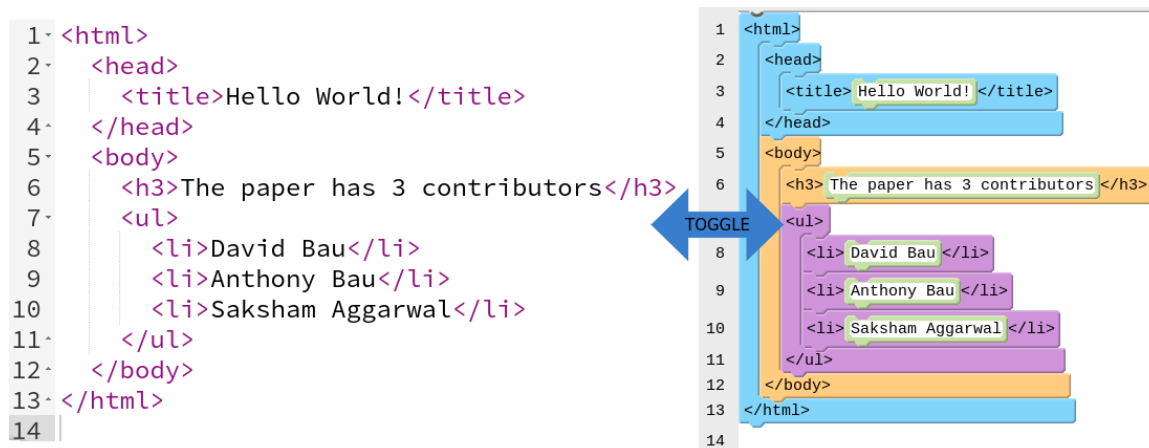 1 <html>
2 <head>
3 <title>Hello World!</title>
4 </head>
5 <body>
6 <h3>The paper has 3 contributors</h3>
7 <ul>
8 <li>David Bau</li>
9 <li>Anthony Bau</li>
10 <li>Saksham Aggarwal</li>
11 </ul>
12 </body>
13 </html>
14
TOGGLE
1 <html>
2 <head>
3 <title> Hello World! </title>
4 </head>
5 <body>
6 <h3> The paper has 3 contributors </h3>
<ul>
8 <li> David Bau </li>
9 <li> Anthony Bau </li>
10 <li> Saksham Aggarwal </li>
11 </ul>
12 </body>
13 </html>
14